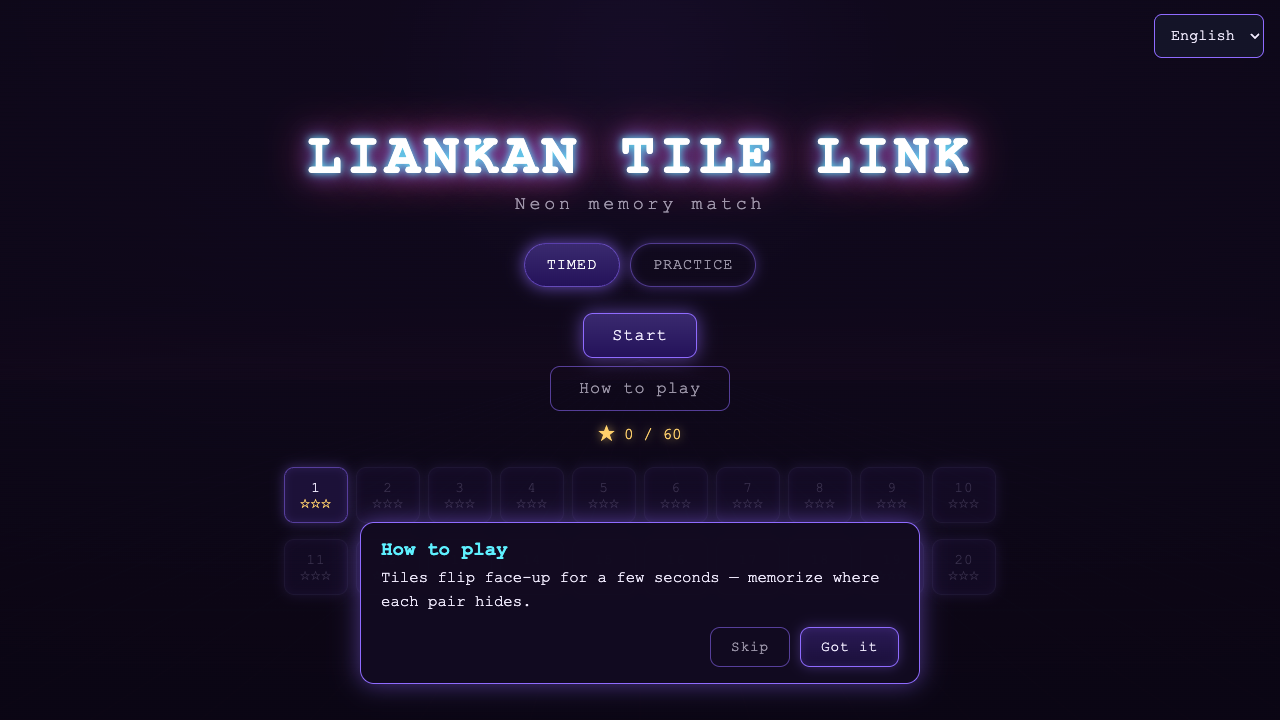 English
LIANKAN TILE LINK
Neon memory match
TIMED PRACTICE
Start
How to play
★ 0 / 60
1 2 3 4 5 6 7 8 9 10
☆☆☆ ☆☆☆ ☆☆☆ ☆☆☆ ☆☆☆ ☆☆☆ ☆☆☆ ☆☆☆ ☆☆☆ ☆☆☆
11 20
☆☆☆ ☆☆☆
How to play
Tiles flip face-up for a few seconds — memorize where
each pair hides.
Skip Got it